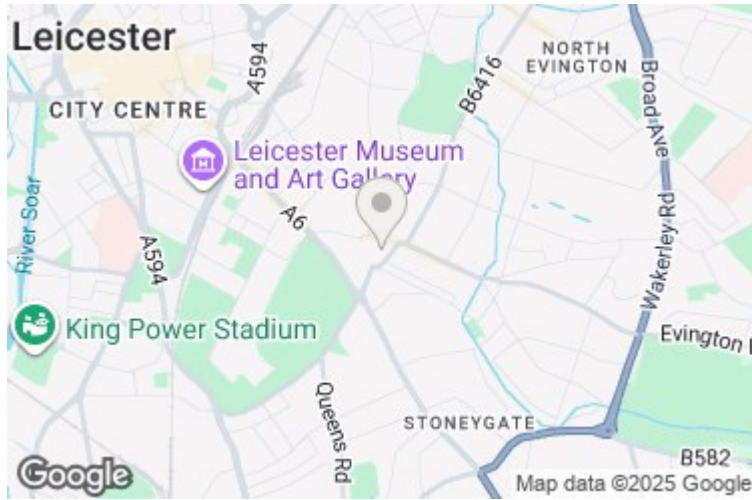 Leicester
A594
NORTH
EVINGTON
B6416
Broad Ave
CITY CENTRE
Leicester Museum
and Art Gallery
A6
River Soar
A594
Wakerley Rd
King Power Stadium
Evington
Queens Rd
STONEYGATE
B582
Google
Map data ©2025 Google